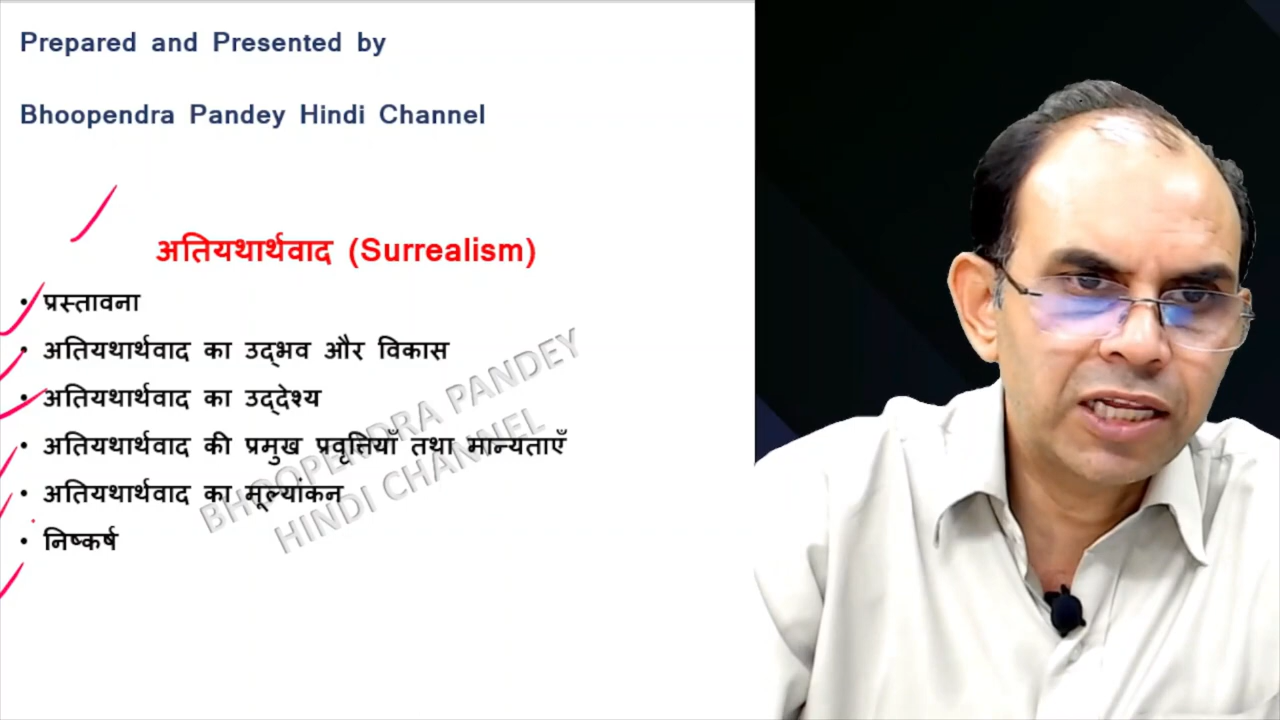 Prepared and Presented by
Bhoopendra Pandey Hindi Channel
अतियथार्थवाद (Surrealism)
• प्रस्तावना
• अतियथार्थवाद का उद्भव और विकास
• अतियथार्थवाद का उद्देश्य
• अतियथार्थवाद की प्रमुख प्रवृत्तियाँ तथा मान्यताएँ
• अतियथार्थवाद का मूल्यांकन
• निष्कर्ष
BHOOPENDRA PANDEY
HINDI CHANNEL